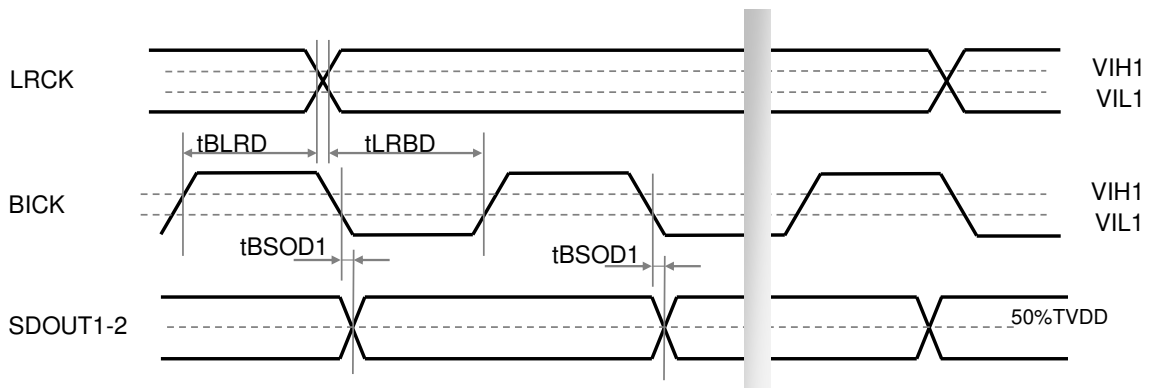 LRCK
VIH1
VIL1
tBLRD
tLRBD
BICK
VIH1
VIL1
tBSOD1
tBSOD1
SDOUT1-2
50%TVDD